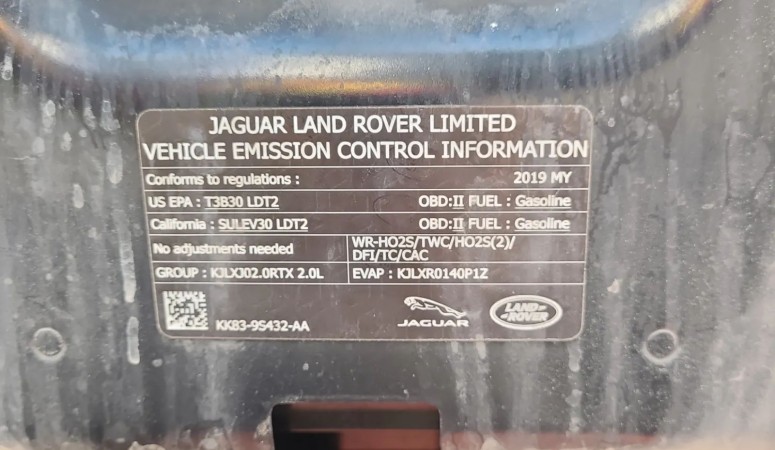 JAGUAR LAND ROVER LIMITED
VEHICLE EMISSION CONTROL INFORMATION
Conforms to regulations : 2019 MY
US EPA : T3B30 LDT2 OBD:II FUEL : Gasoline
California : SULEV30 LDT2 OBD:II FUEL : Gasoline
No adjustments needed
WR-HO2S/TWC/HO2S(2)/
DFI/TC/CAC
GROUP : KJLXJ02.0RTX 2.0L EVAP : KJLXR0140P1Z
KK83-9S432-AA
JAGUAR
LAND-
-ROVER